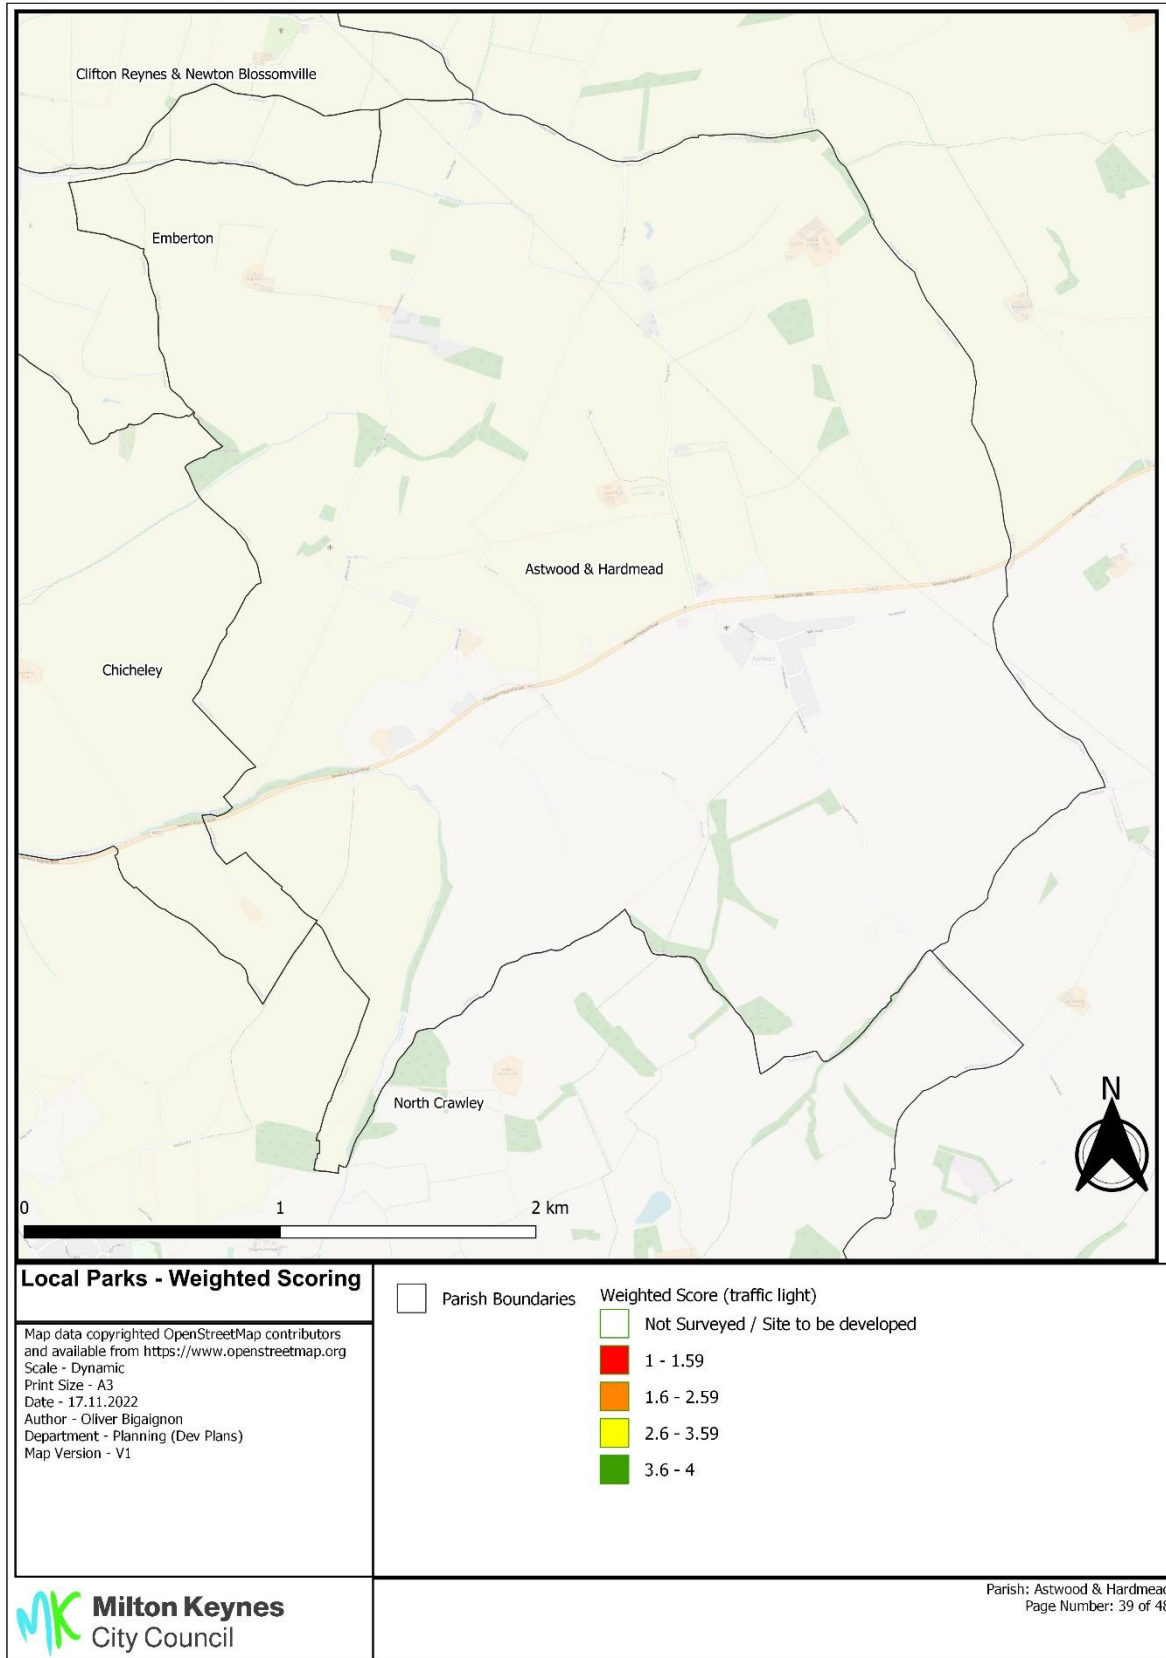 Clifton Reynes & Newton Blossomville
Emberton
Astwood & Hardmead
Chicheley
North Crawley
N
0 1 2 km
Local Parks - Weighted Scoring
Map data copyrighted OpenStreetMap contributors
and available from https://www.openstreetmap.org
Scale - Dynamic
Print Size - A3
Date - 17.11.2022
Author - Oliver Bigaignon
Department - Planning (Dev Plans)
Map Version - V1
Parish Boundaries
Weighted Score (traffic light)
Not Surveyed / Site to be developed
1 - 1.59
1.6 - 2.59
2.6 - 3.59
3.6 - 4
MK Milton Keynes
City Council
Parish: Astwood & Hardmead
Page Number: 39 of 48